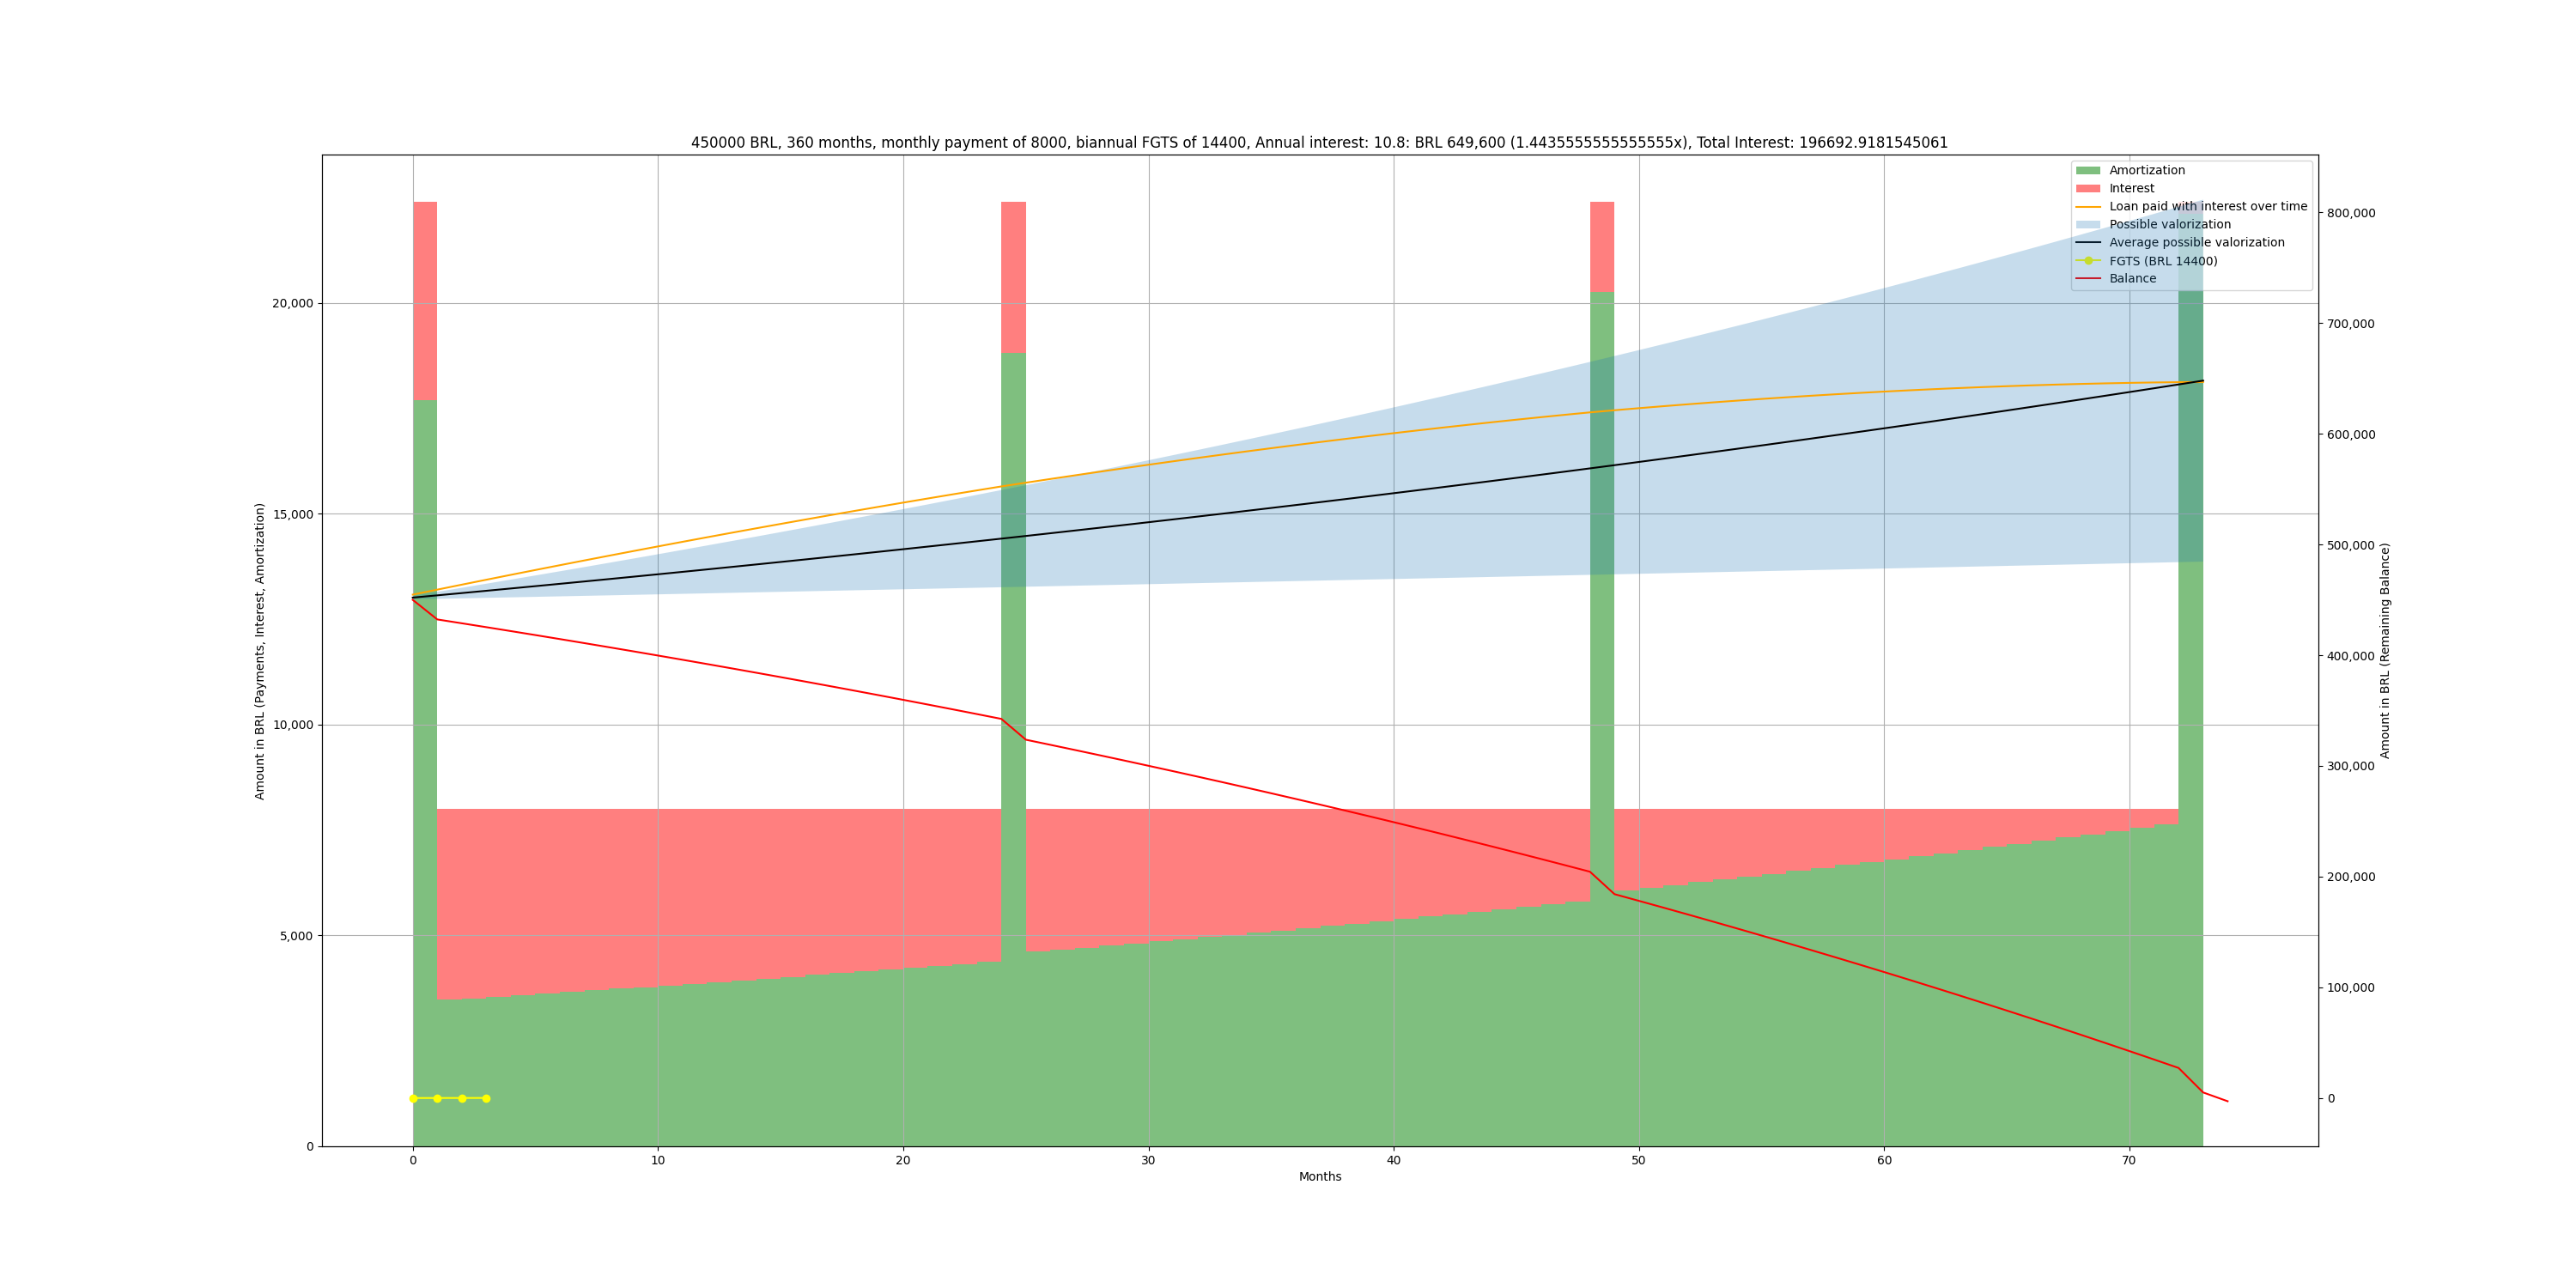 450000 BRL, 360 months, monthly payment of 8000, biannual FGTS of 14400, Annual interest: 10.8: BRL 649,600 (1.4435555555555555x), Total Interest: 196692.9181545061
Amortization
Interest
Loan paid with interest over time
Possible valorization
Average possible valorization
FGTS (BRL 14400)
Balance
Amount in BRL (Payments, Interest, Amortization)
20,000
15,000
10,000
5,000
0
800,000
700,000
600,000
500,000
400,000
300,000
200,000
100,000
0
Amount in BRL (Remaining Balance)
0 10 20 30 40 50 60 70
Months